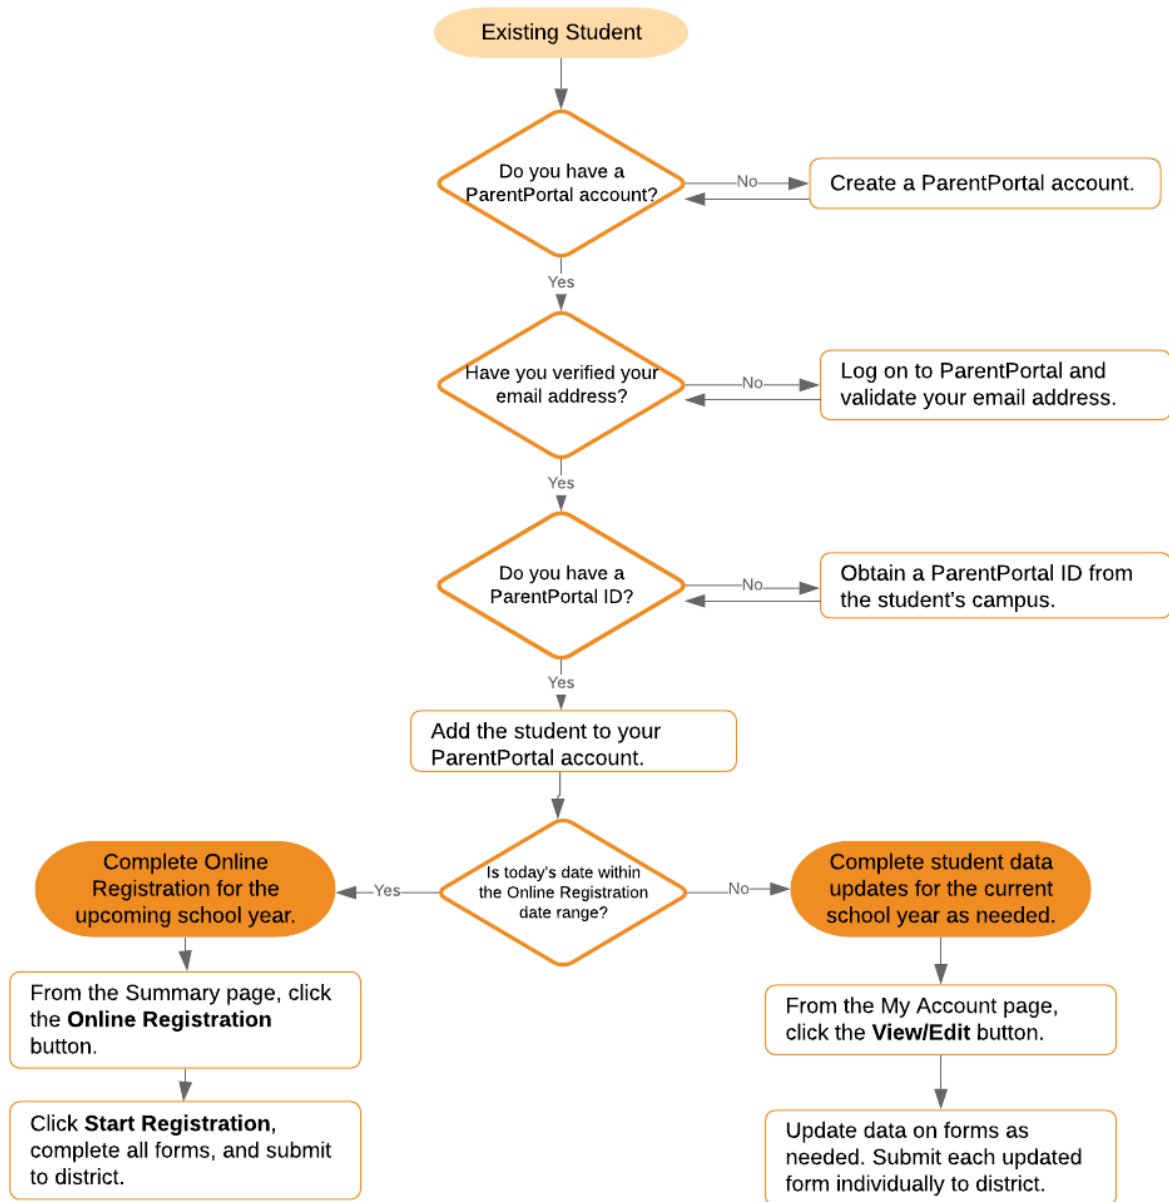 Existing Student
Do you have a
ParentPortal account?
No
Create a ParentPortal account.
Yes
Have you verified your
email address?
No
Log on to ParentPortal and
validate your email address.
Yes
Do you have a
ParentPortal ID?
No
Obtain a ParentPortal ID from
the student's campus.
Yes
Add the student to your
ParentPortal account.
Is today's date within
the Online Registration
date range?
Yes
No
Complete Online
Registration for the
upcoming school year.
Complete student data
updates for the current
school year as needed.
From the Summary page, click
the Online Registration
button.
From the My Account page,
click the View/Edit button.
Click Start Registration,
complete all forms, and submit
to district.
Update data on forms as
needed. Submit each updated
form individually to district.